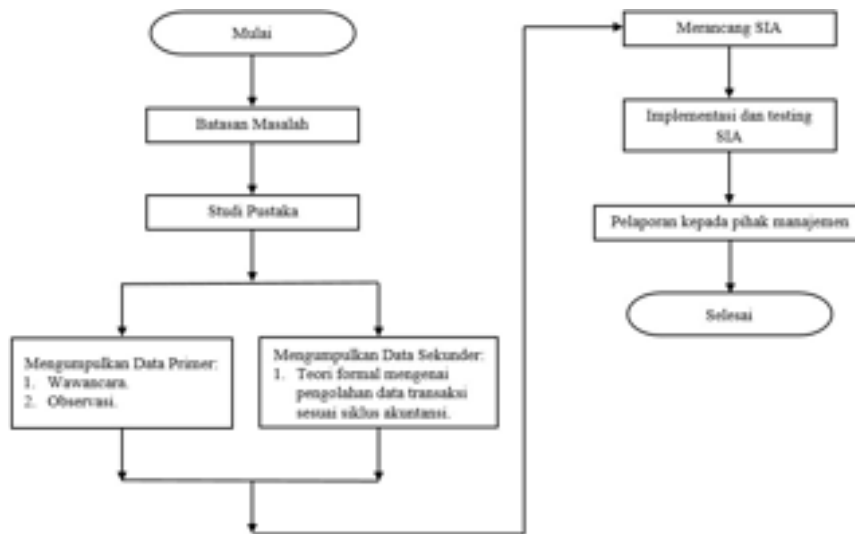 Mulai
Batasan Masalah
Studi Pustaka
Mengumpulkan Data Primer:
1. Wawancara.
2. Observasi.
Mengumpulkan Data Sekunder:
1. Teori formal mengenai
pengolahan data transaksi
sesuai siklus akuntansi.
Merancang SIA
Implementasi dan testing
SIA
Pelaporan kepada pihak manajemen
Selesai